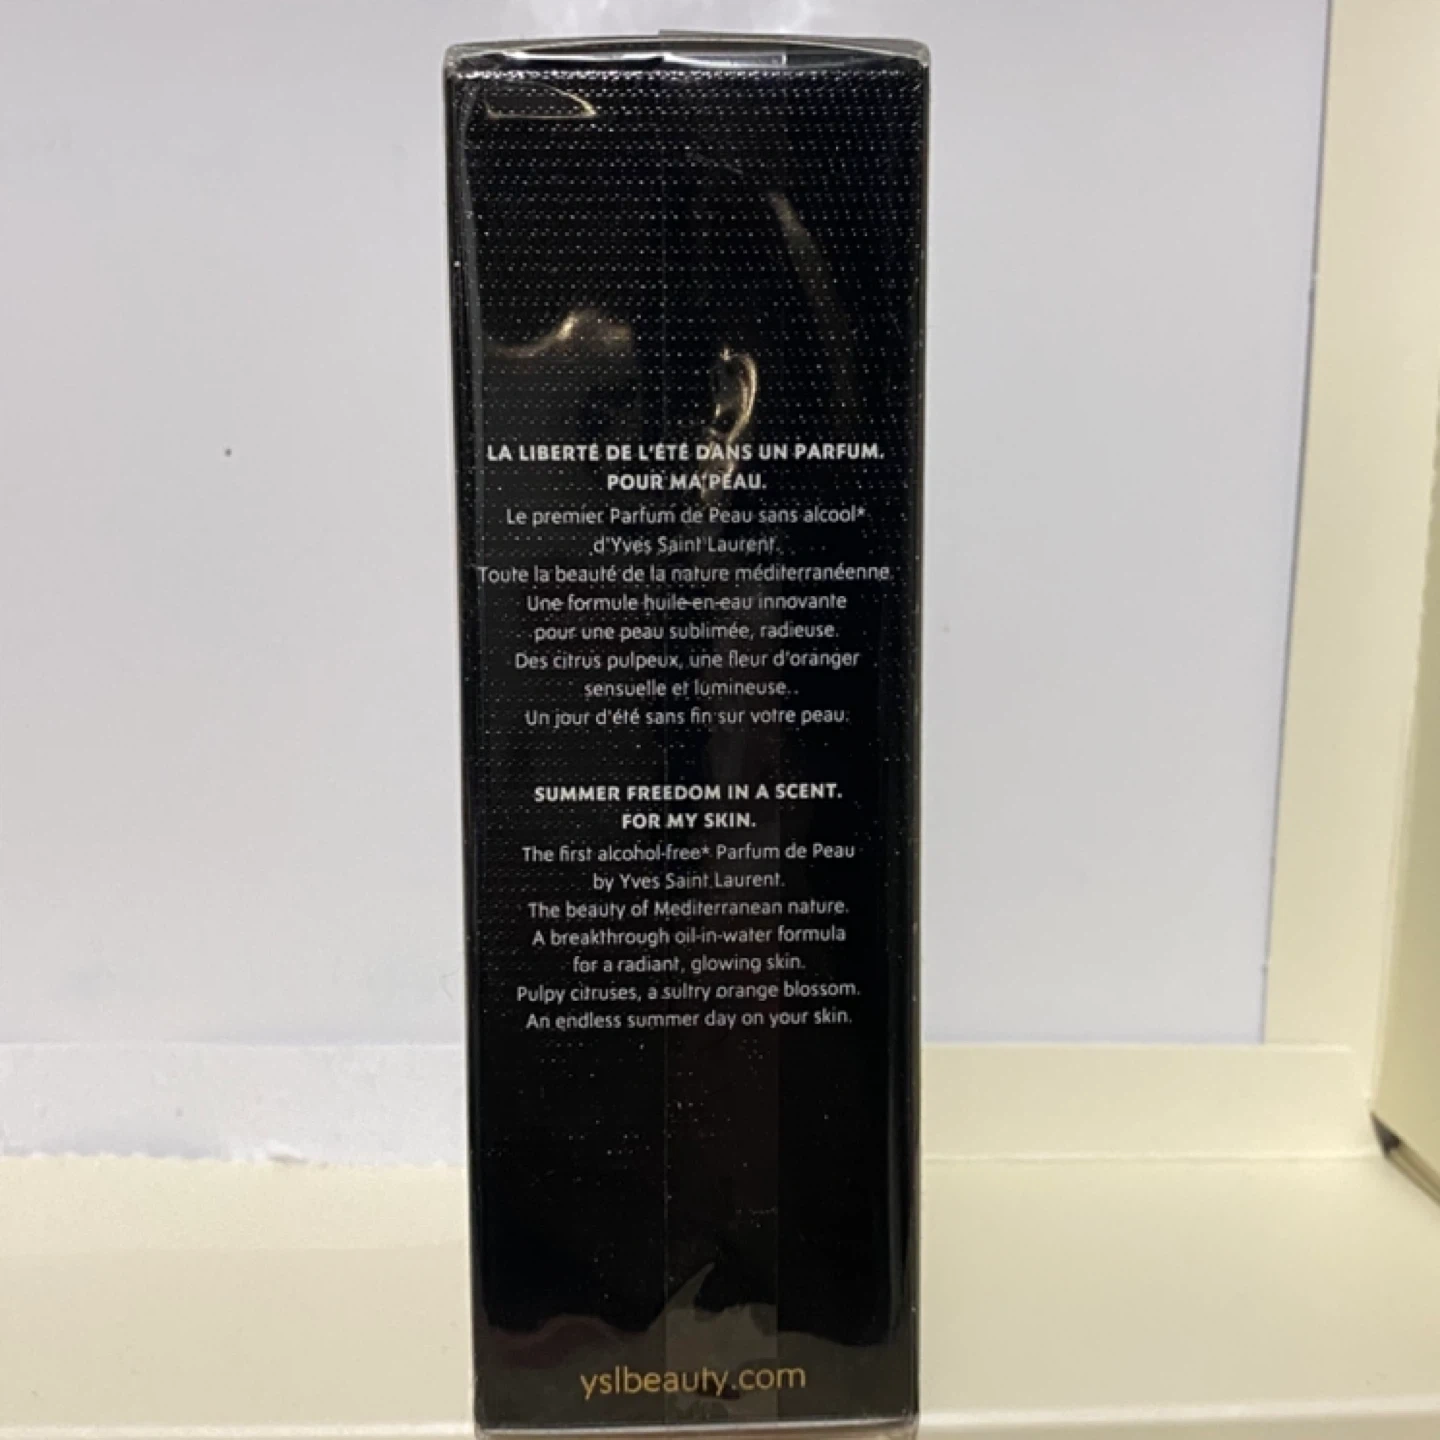 LA LIBERTÉ DE L'ÉTÉ DANS UN PARFUM.
POUR MA PEAU.
Le premier Parfum de Peau sans alcool*
d'Yves Saint Laurent.
Toute la beauté de la nature méditerranéenne.
Une formule huile-en-eau innovante
pour une peau sublimée, radieuse.
Des citrus pulpeux, une fleur d'oranger
sensuelle et lumineuse..
Un jour d'été sans fin sur votre peau.
SUMMER FREEDOM IN A SCENT.
FOR MY SKIN.
The first alcohol-free* Parfum de Peau
by Yves Saint Laurent.
The beauty of Mediterranean nature.
A breakthrough oil-in-water formula
for a radiant, glowing skin.
Pulpy citruses, a sultry orange blossom.
An endless summer day on your skin.
yslbeauty.com